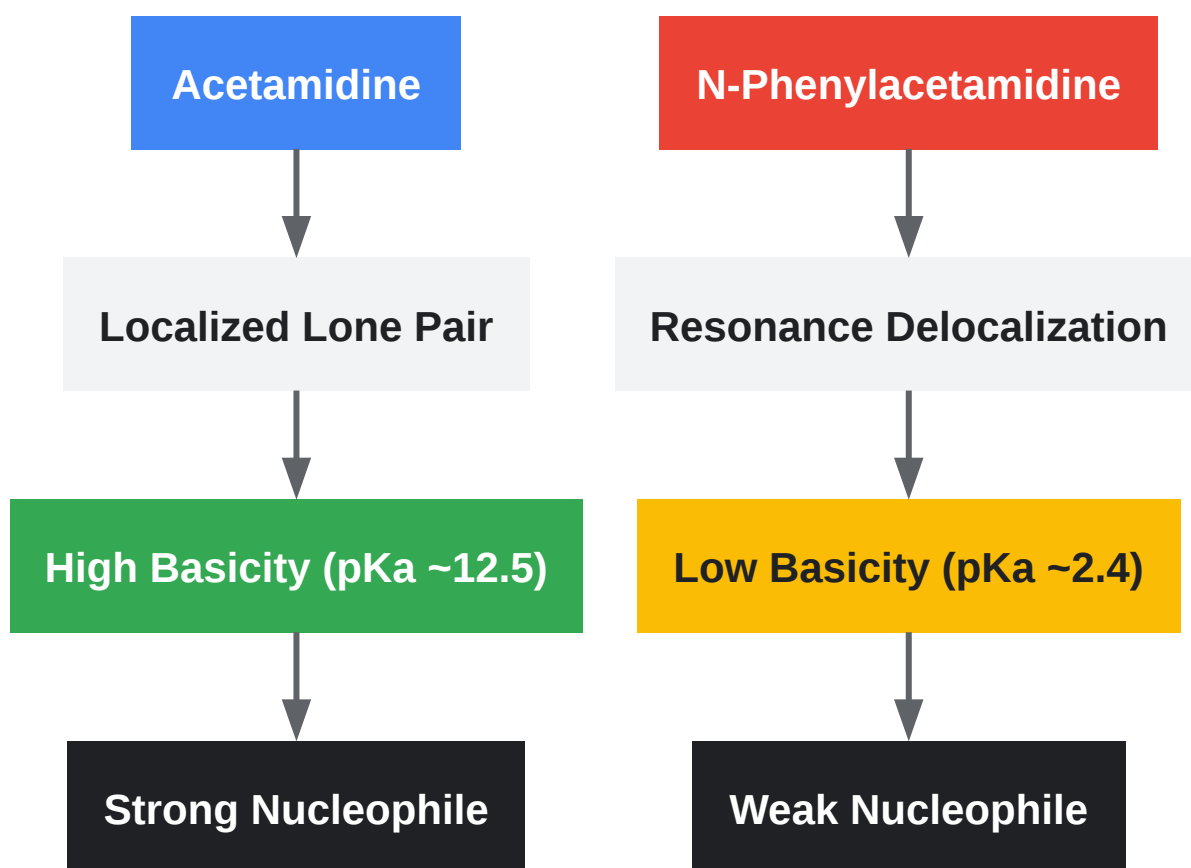 Acetamidine
N-Phenylacetamidine
Localized Lone Pair
Resonance Delocalization
High Basicity (pKa ~12.5)
Low Basicity (pKa ~2.4)
Strong Nucleophile
Weak Nucleophile